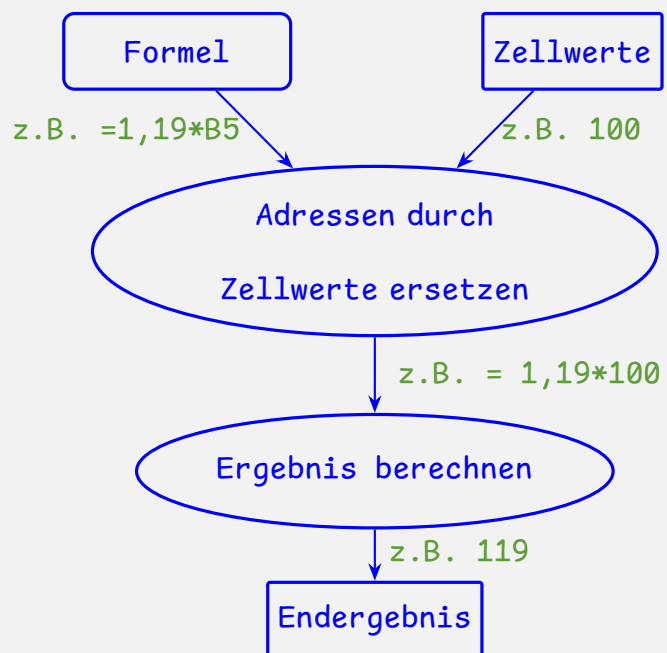 Formel
Zellwerte
z.B. =1,19*B5
z.B. 100
Adressen durch
Zellwerte ersetzen
z.B. = 1,19*100
Ergebnis berechnen
z.B. 119
Endergebnis